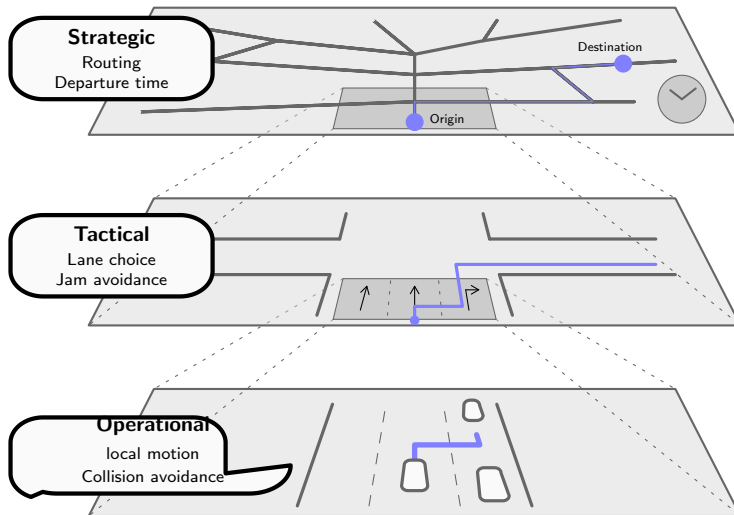 Strategic
Routing
Departure time
Destination
Origin
Tactical
Lane choice
Jam avoidance
Operational
local motion
Collision avoidance